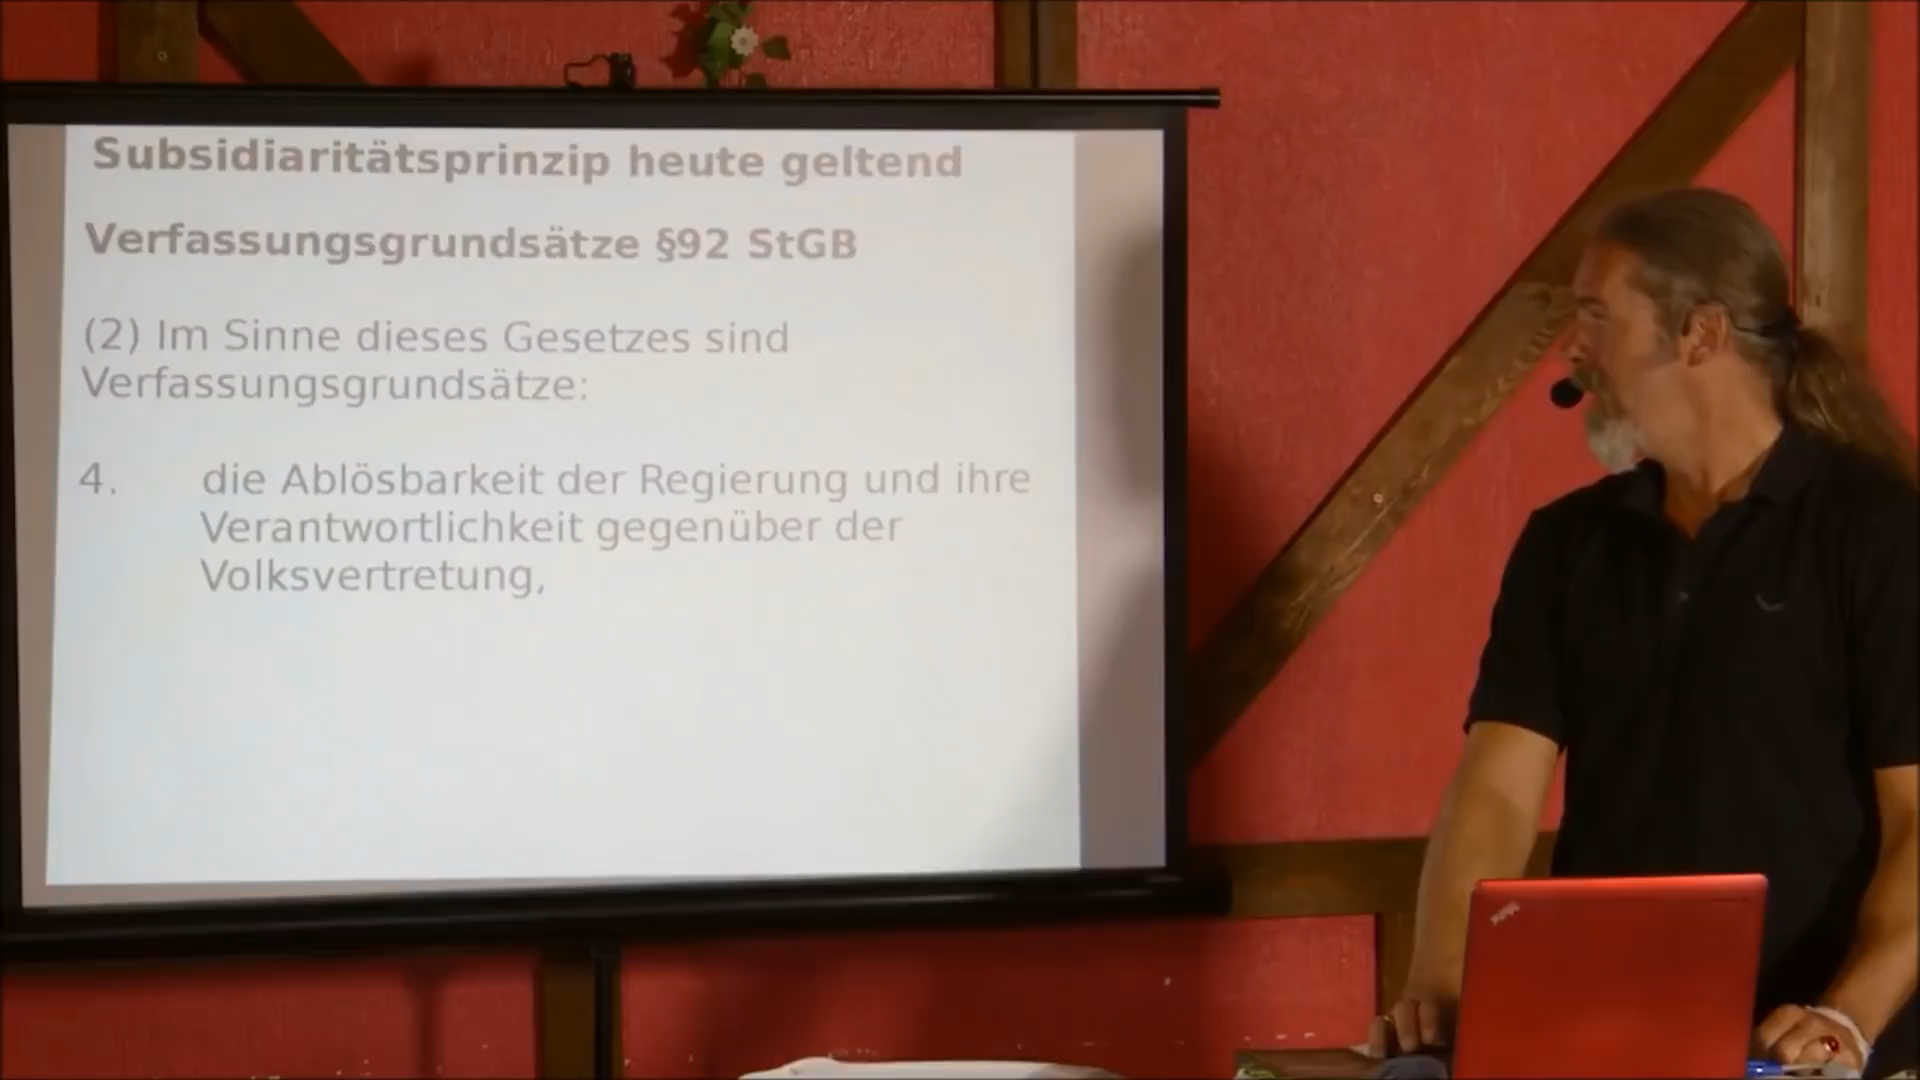 Subsidiaritätsprinzip heute geltend
Verfassungsgrundsätze §92 StGB
(2) Im Sinne dieses Gesetzes sind
Verfassungsgrundsätze:
4. die Ablösbarkeit der Regierung und ihre
Verantwortlichkeit gegenüber der
Volksvertretung,